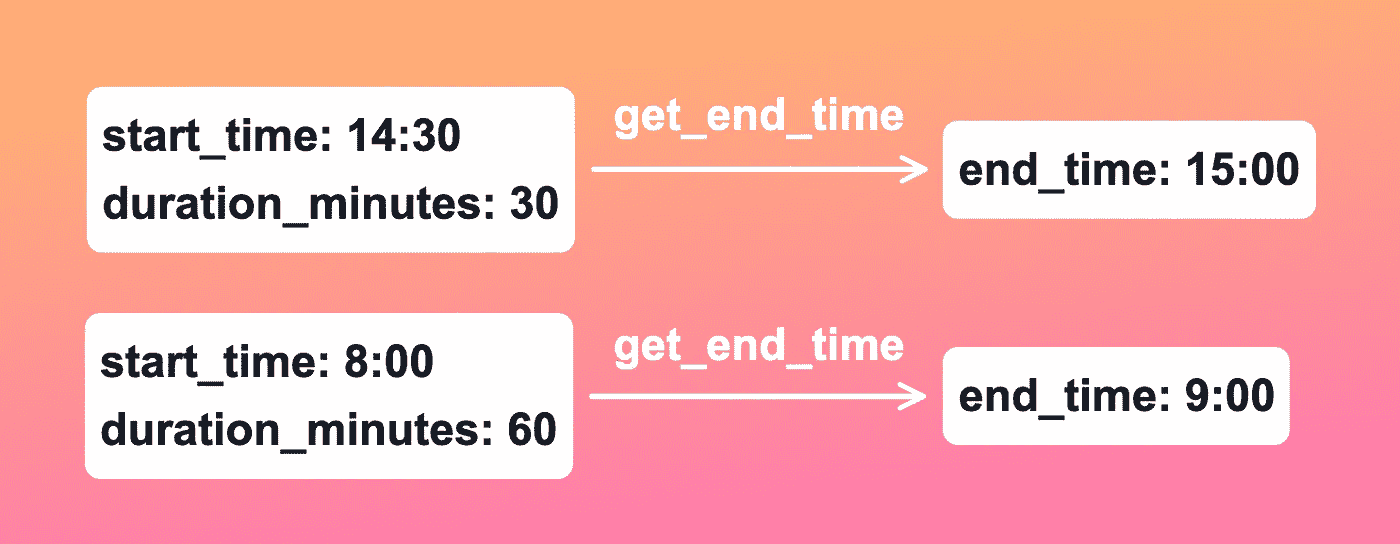 start_time: 14:30
duration_minutes: 30
get_end_time
end_time: 15:00
start_time: 8:00
duration_minutes: 60
get_end_time
end_time: 9:00